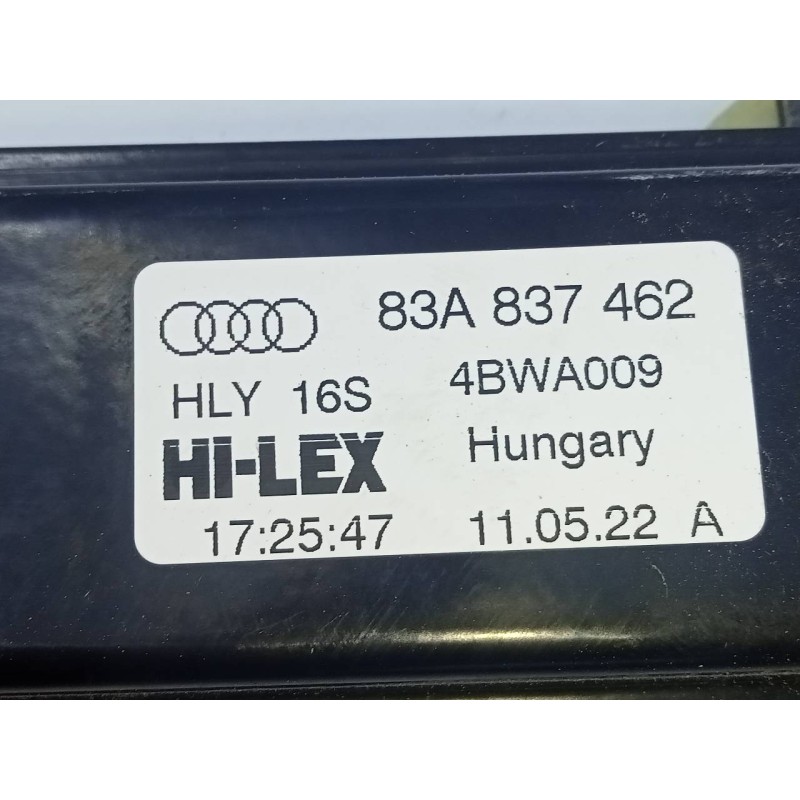 83A 837 462
HLY 16S 4BWA009
HI-LEX Hungary
17:25:47 11.05.22 A